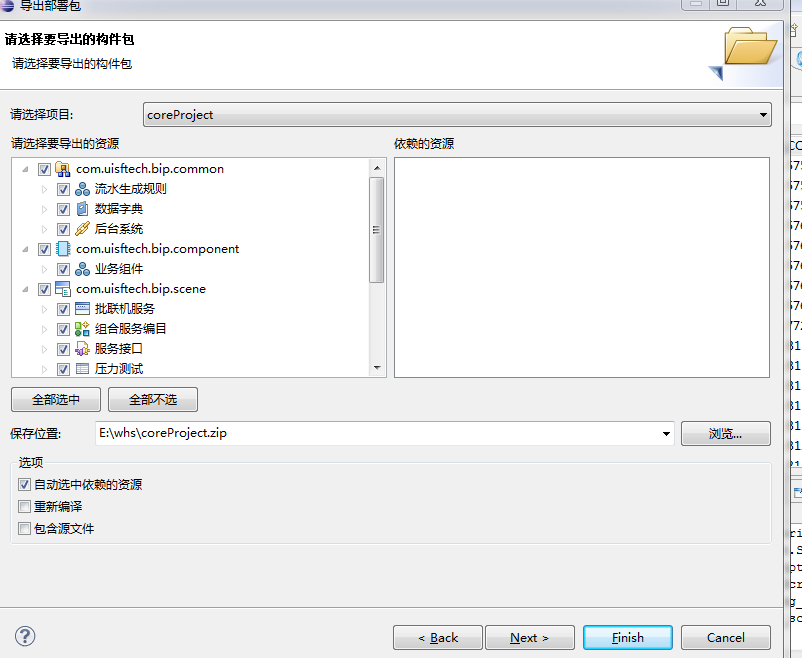 导出部署包
请选择要导出的构件包
请选择要导出的构件包
请选择项目:
coreProject
请选择要导出的资源
依赖的资源
com.uisftech.bip.common
流水生成规则
数据字典
后台系统
com.uisftech.bip.component
业务组件
com.uisftech.bip.scene
批联机服务
组合服务编目
服务接口
压力测试
全部选中
全部不选
保存位置:
E:\whs\coreProject.zip
浏览...
选项
自动选中依赖的资源
重新编译
包含源文件
< Back
Next >
Finish
Cancel